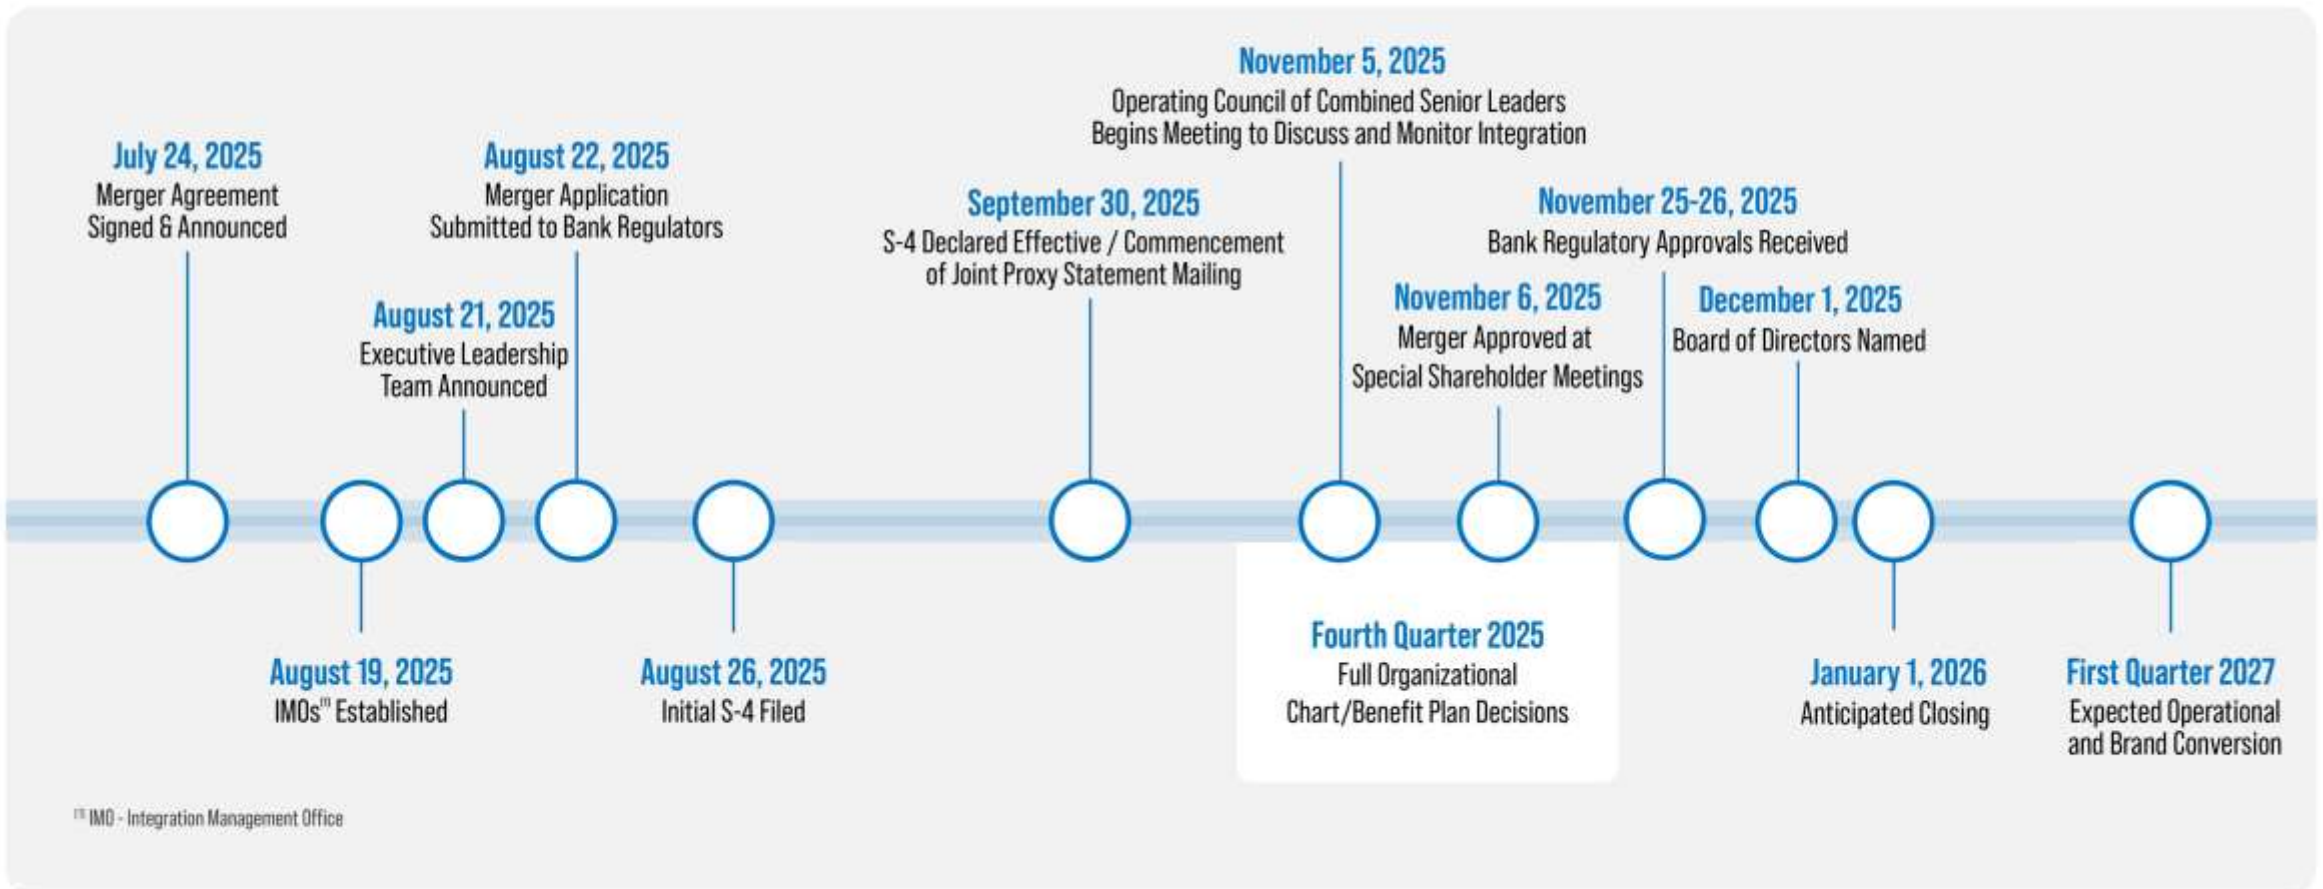 July 24, 2025
Merger Agreement
Signed & Announced
August 19, 2025
IMOs⁽¹⁾ Established
August 21, 2025
Executive Leadership
Team Announced
August 22, 2025
Merger Application
Submitted to Bank Regulators
August 26, 2025
Initial S-4 Filed
September 30, 2025
S-4 Declared Effective / Commencement
of Joint Proxy Statement Mailing
November 5, 2025
Operating Council of Combined Senior Leaders
Begins Meeting to Discuss and Monitor Integration
November 6, 2025
Merger Approved at
Special Shareholder Meetings
Fourth Quarter 2025
Full Organizational
Chart/Benefit Plan Decisions
November 25-26, 2025
Bank Regulatory Approvals Received
December 1, 2025
Board of Directors Named
January 1, 2026
Anticipated Closing
First Quarter 2027
Expected Operational
and Brand Conversion
⁽¹⁾ IMO - Integration Management Office